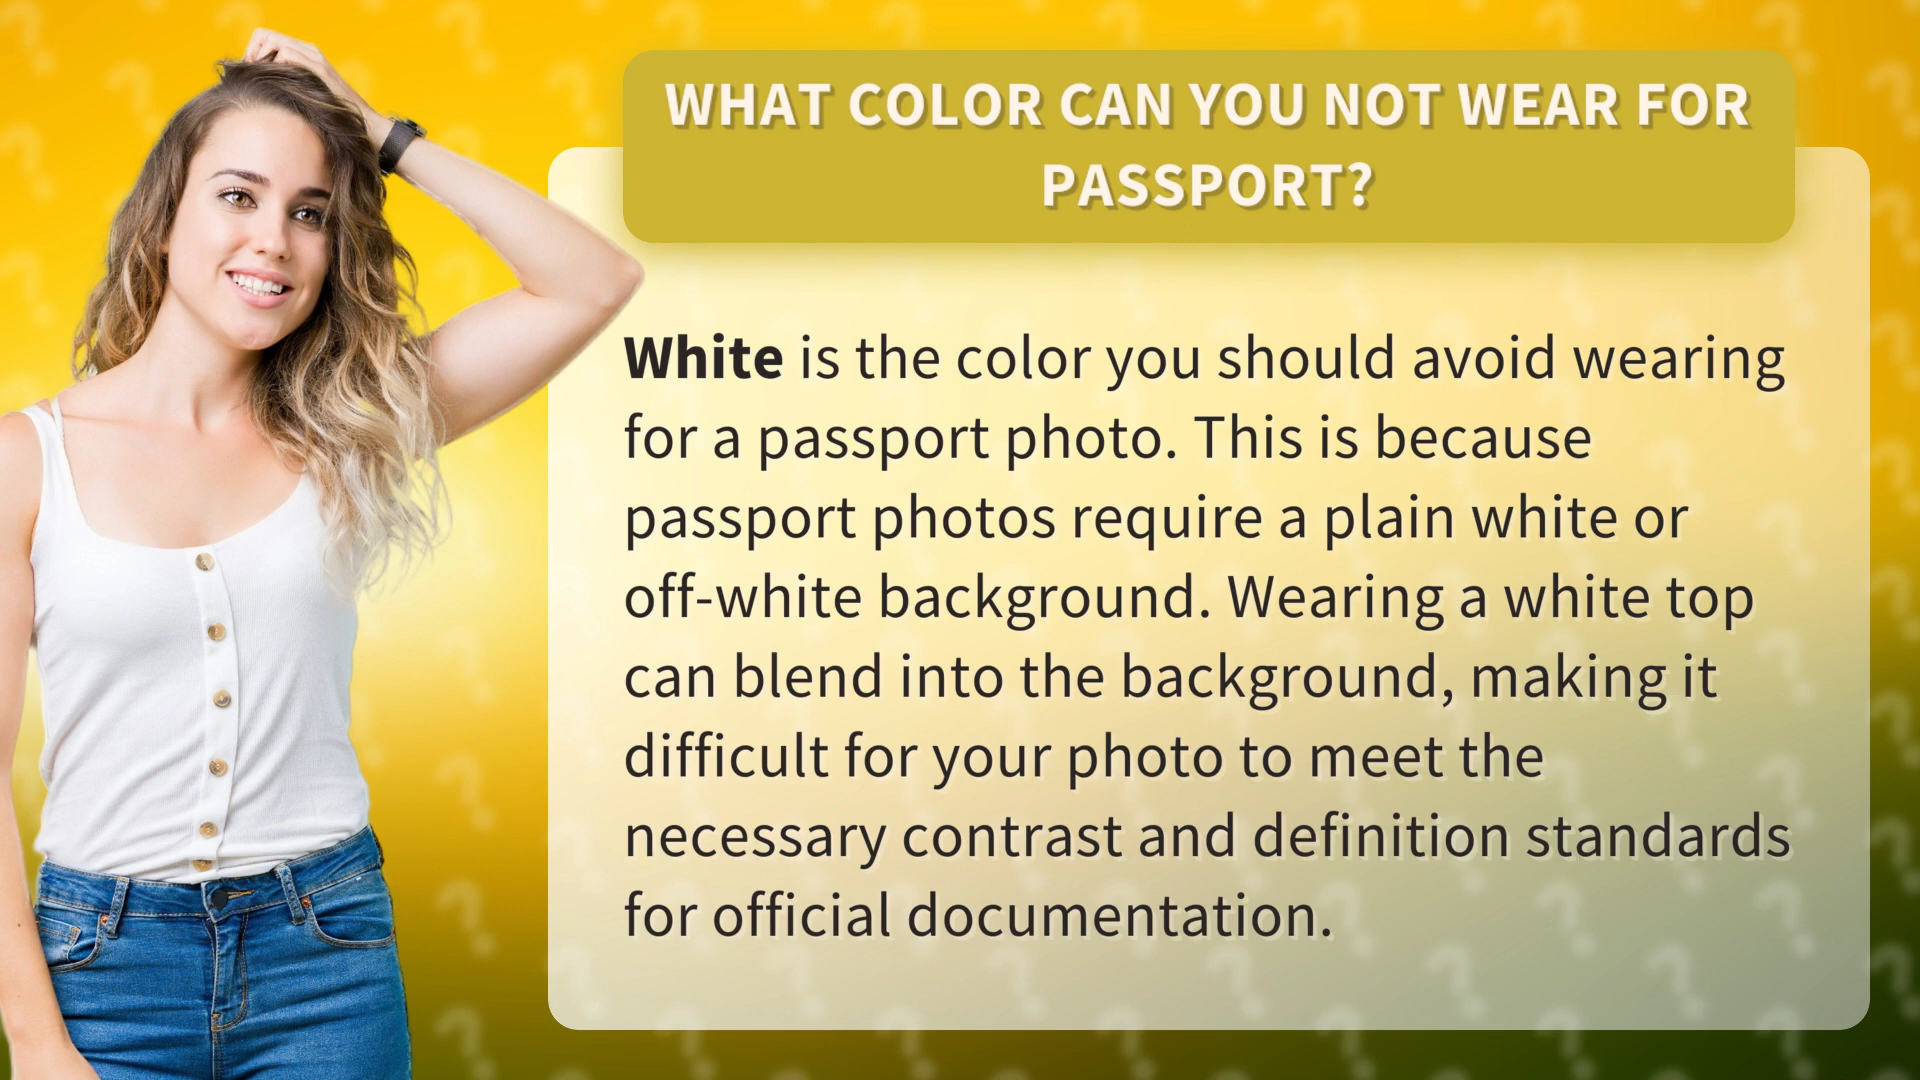 WHAT COLOR CAN YOU NOT WEAR FOR
PASSPORT?
White is the color you should avoid wearing
for a passport photo. This is because
passport photos require a plain white or
off-white background. Wearing a white top
can blend into the background, making it
difficult for your photo to meet the
necessary contrast and definition standards
for official documentation.